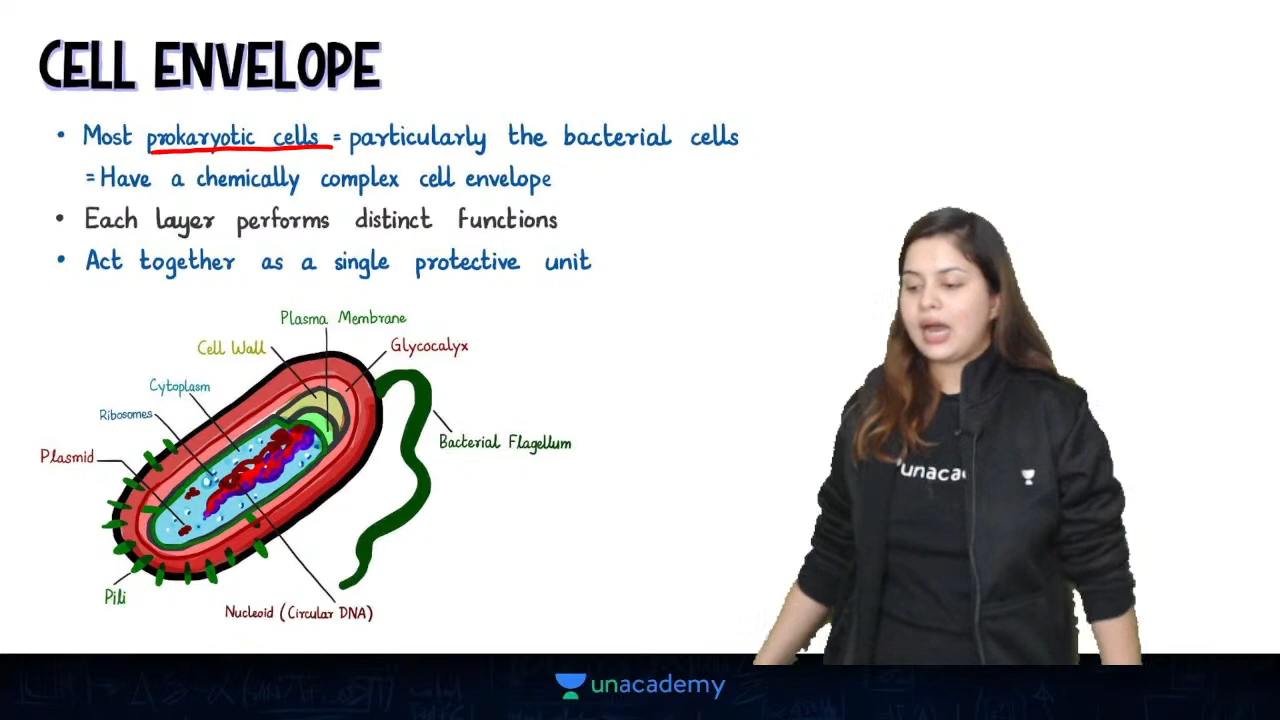 CELL ENVELOPE
• Most prokaryotic cells = particularly the bacterial cells
= Have a chemically complex cell envelope
• Each layer performs distinct functions
• Act together as a single protective unit
Plasma Membrane
Cell Wall
Glycocalyx
Cytoplasm
Ribosomes
Bacterial Flagellum
Plasmid
Pili
Nucleoid (Circular DNA)
unaca
unacademy